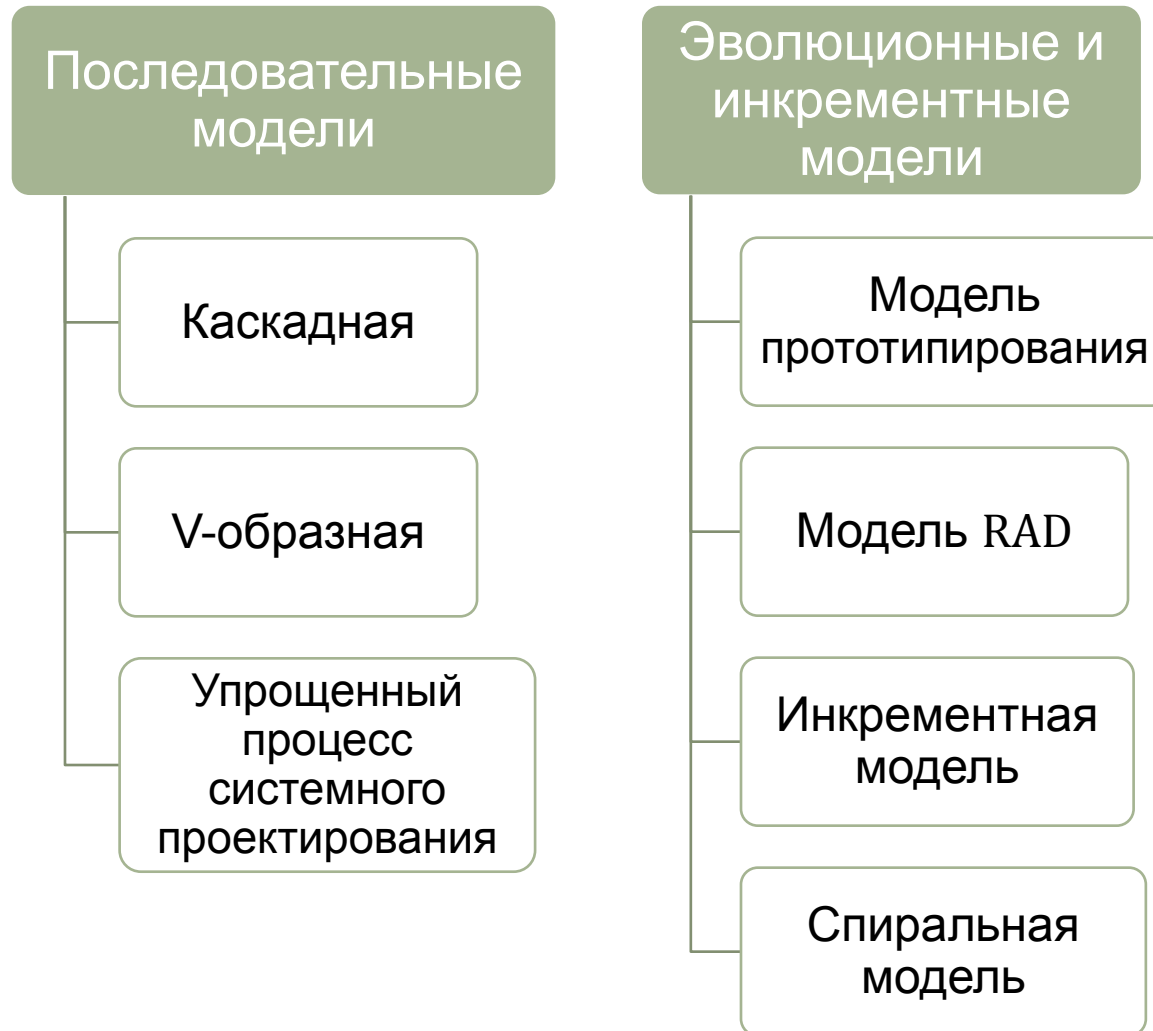 Последовательные
модели
Каскадная
V-образная
Упрощенный
процесс
системного
проектирования
Эволюционные и
инкрементные
модели
Модель
прототипирования
Модель RAD
Инкрементная
модель
Спиральная
модель